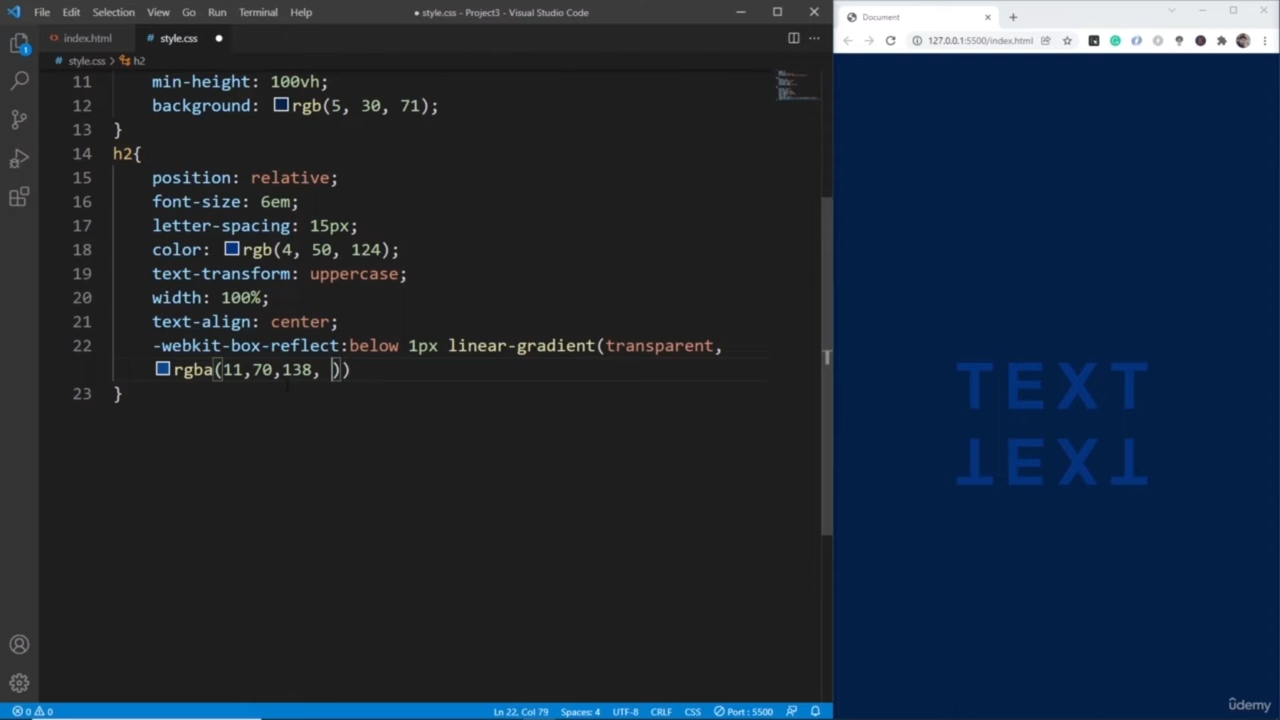 File Edit Selection View Go Run Terminal Help
● style.css - Project3 - Visual Studio Code
index.html
style.css ●
style.css > h2
11 min-height: 100vh;
12 background: rgb(5, 30, 71);
13 }
14 h2{
15 position: relative;
16 font-size: 6em;
17 letter-spacing: 15px;
18 color: rgb(4, 50, 124);
19 text-transform: uppercase;
20 width: 100%;
21 text-align: center;
22 -webkit-box-reflect:below 1px linear-gradient(transparent,
rgba(11,70,138, ))
23 }
1
0 0
Ln 22, Col 79 Spaces: 4 UTF-8 CRLF CSS Port : 5500
Document
127.0.0.1:5500/index.html
TEXT
TEXT
ûdemy